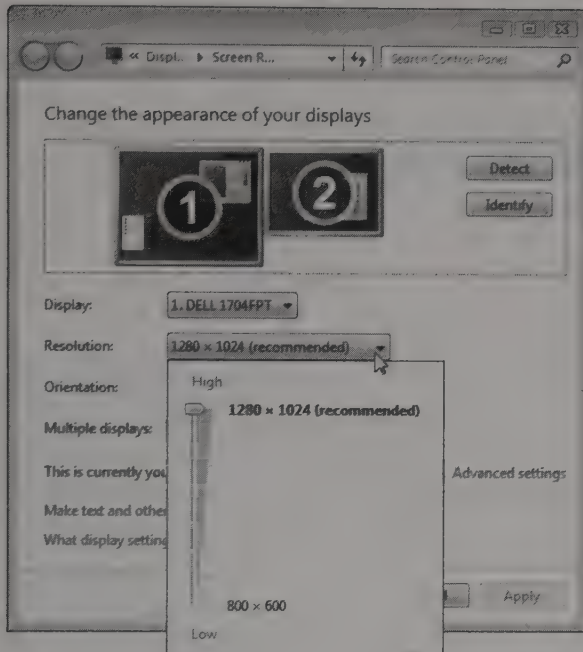 « Displ... ▸ Screen R...
Search Control Panel
Change the appearance of your displays
1
2
Detect
Identify
Display:
1. DELL 1704FPT
Resolution:
1280 × 1024 (recommended)
Orientation:
High
1280 × 1024 (recommended)
Multiple displays:
This is currently you
Advanced settings
Make text and other
What display setting
800 × 600
Apply
Low